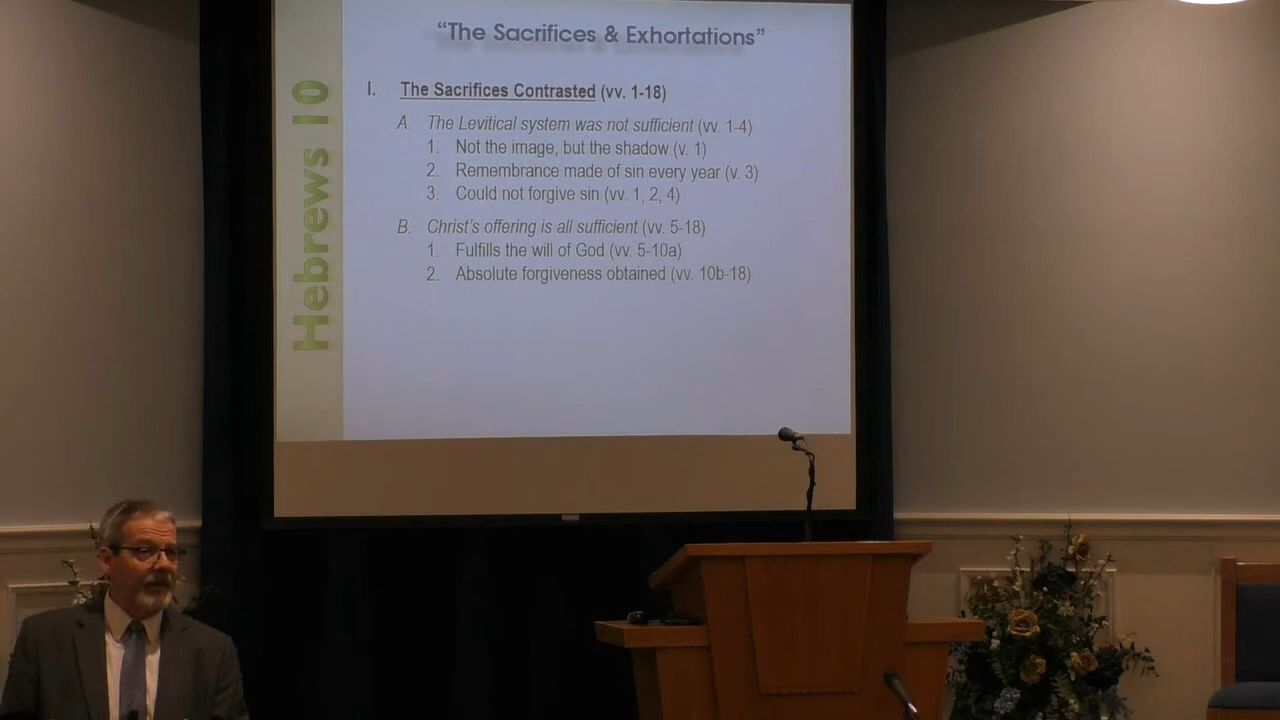 “The Sacrifices & Exhortations”
Hebrews 10
I. The Sacrifices Contrasted (vv. 1-18)
A. The Levitical system was not sufficient (vv. 1-4)
1. Not the image, but the shadow (v. 1)
2. Remembrance made of sin every year (v. 3)
3. Could not forgive sin (vv. 1, 2, 4)
B. Christ's offering is all sufficient (vv. 5-18)
1. Fulfills the will of God (vv. 5-10a)
2. Absolute forgiveness obtained (vv. 10b-18)